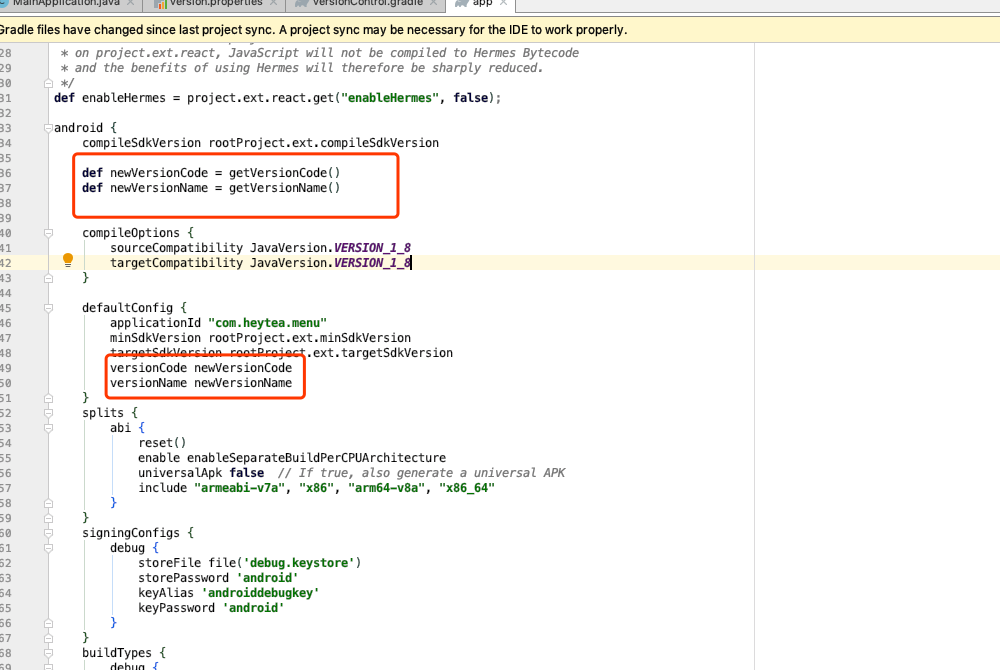 MainApplication.java
version.properties
versionControl.gradle
app
Gradle files have changed since last project sync. A project sync may be necessary for the IDE to work properly.
28 * on project.ext.react, JavaScript will not be compiled to Hermes Bytecode
29 * and the benefits of using Hermes will therefore be sharply reduced.
30 */
31 def enableHermes = project.ext.react.get("enableHermes", false);
32
33 android {
34 compileSdkVersion rootProject.ext.compileSdkVersion
35
36 def newVersionCode = getVersionCode()
37 def newVersionName = getVersionName()
38
39
40 compileOptions {
41 sourceCompatibility JavaVersion.VERSION_1_8
42 targetCompatibility JavaVersion.VERSION_1_8
43 }
44
45 defaultConfig {
46 applicationId "com.heytea.menu"
47 minSdkVersion rootProject.ext.minSdkVersion
48 targetSdkVersion rootProject.ext.targetSdkVersion
49 versionCode newVersionCode
50 versionName newVersionName
51 }
52 splits {
53 abi {
54 reset()
55 enable enableSeparateBuildPerCPUArchitecture
56 universalApk false // If true, also generate a universal APK
57 include "armeabi-v7a", "x86", "arm64-v8a", "x86_64"
58 }
59 }
60 signingConfigs {
61 debug {
62 storeFile file('debug.keystore')
63 storePassword 'android'
64 keyAlias 'androiddebugkey'
65 keyPassword 'android'
66 }
67 }
68 buildTypes {
69 debug {